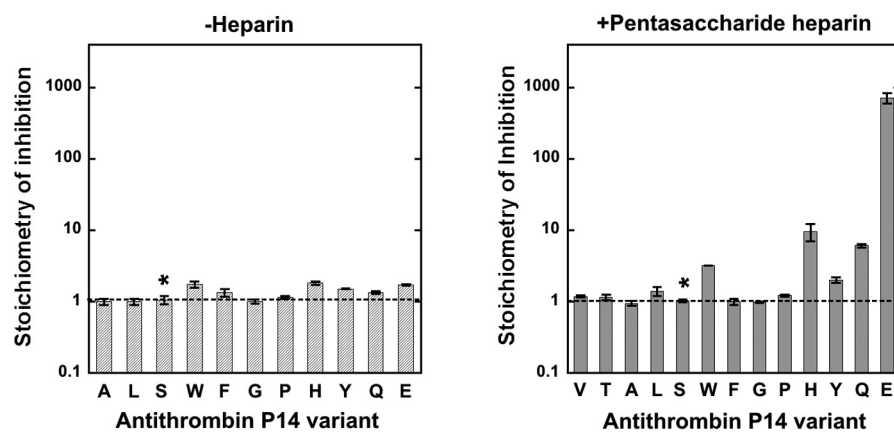 -Heparin
Stoichiometry of inhibition
1000
100
10
1
0.1
*
A L S W F G P H Y Q E
Antithrombin P14 variant
+Pentasaccharide heparin
Stoichiometry of Inhibition
1000
100
10
1
0.1
*
V T A L S W F G P H Y Q E
Antithrombin P14 variant